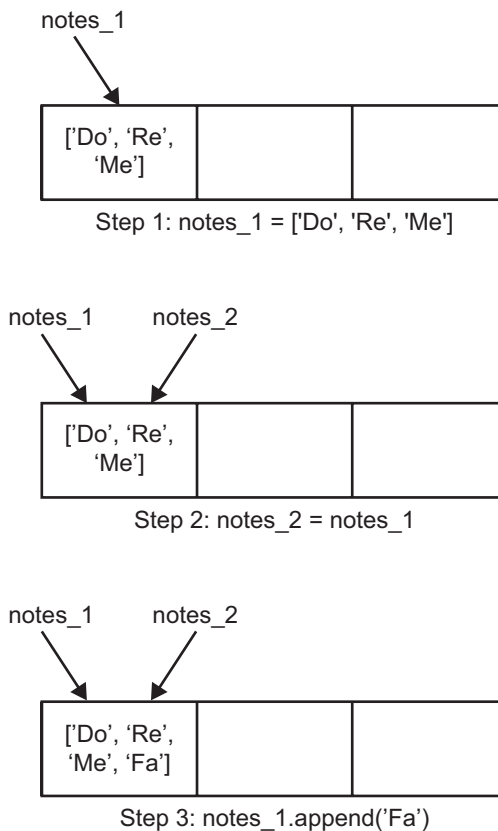 notes_1
[’Do’, ‘Re’,
‘Me’]
Step 1: notes_1 = ['Do', 'Re', 'Me']
notes_1 notes_2
[’Do’, ‘Re’,
‘Me’]
Step 2: notes_2 = notes_1
notes_1 notes_2
[’Do’, ‘Re’,
‘Me’, ‘Fa’]
Step 3: notes_1.append(’Fa’)